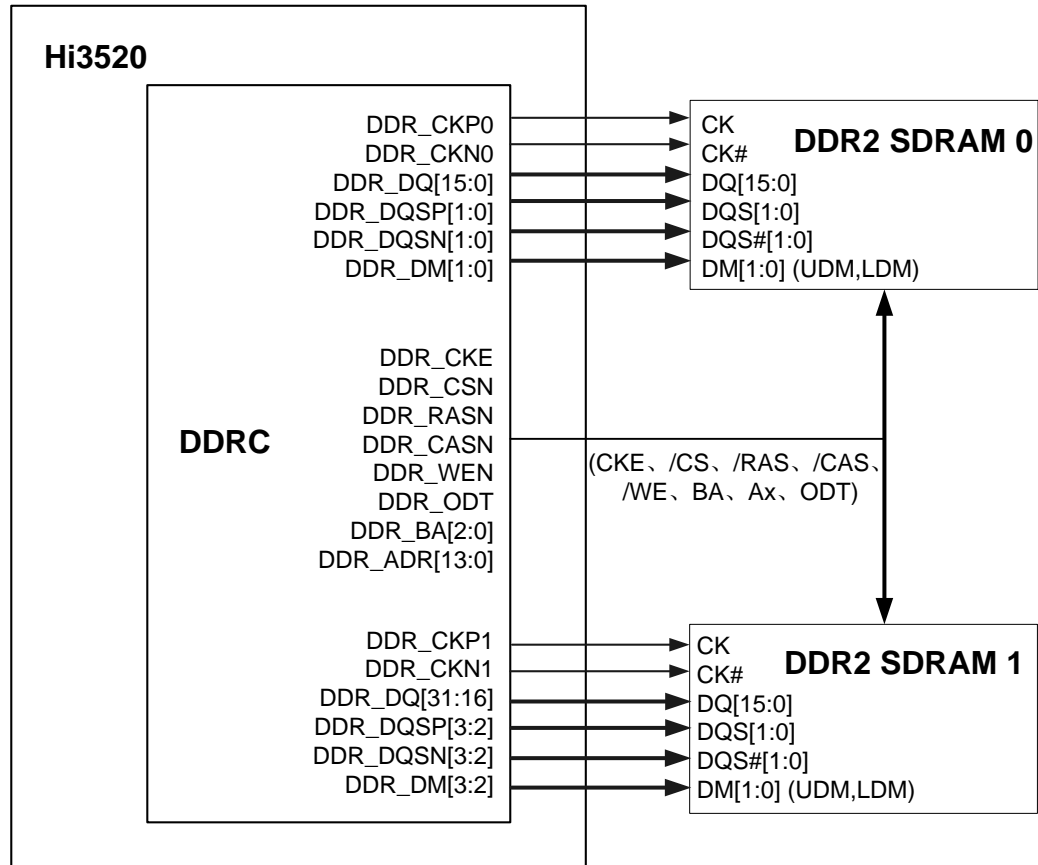 Hi3520
DDRC
DDR_CKP0
DDR_CKN0
DDR_DQ[15:0]
DDR_DQSP[1:0]
DDR_DQSN[1:0]
DDR_DM[1:0]
DDR_CKE
DDR_CSN
DDR_RASN
DDR_CASN
DDR_WEN
DDR_ODT
DDR_BA[2:0]
DDR_ADR[13:0]
DDR_CKP1
DDR_CKN1
DDR_DQ[31:16]
DDR_DQSP[3:2]
DDR_DQSN[3:2]
DDR_DM[3:2]
(CKE、/CS、/RAS、/CAS、
/WE、BA、Ax、ODT)
DDR2 SDRAM 0
CK
CK#
DQ[15:0]
DQS[1:0]
DQS#[1:0]
DM[1:0] (UDM,LDM)
DDR2 SDRAM 1
CK
CK#
DQ[15:0]
DQS[1:0]
DQS#[1:0]
DM[1:0] (UDM,LDM)